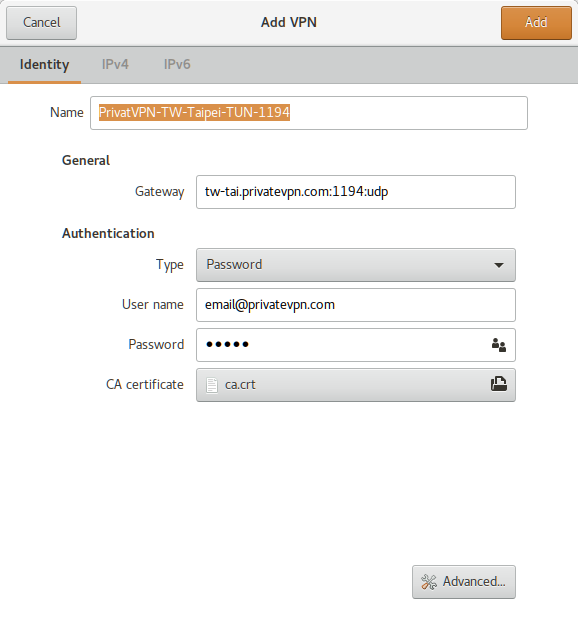 Cancel Add VPN Add
Identity IPv4 IPv6
Name PrivatVPN-TW-Taipei-TUN-1194
General
Gateway tw-tai.privatevpn.com:1194:udp
Authentication
Type Password
User name email@privatevpn.com
Password •••••
CA certificate ca.crt
Advanced...